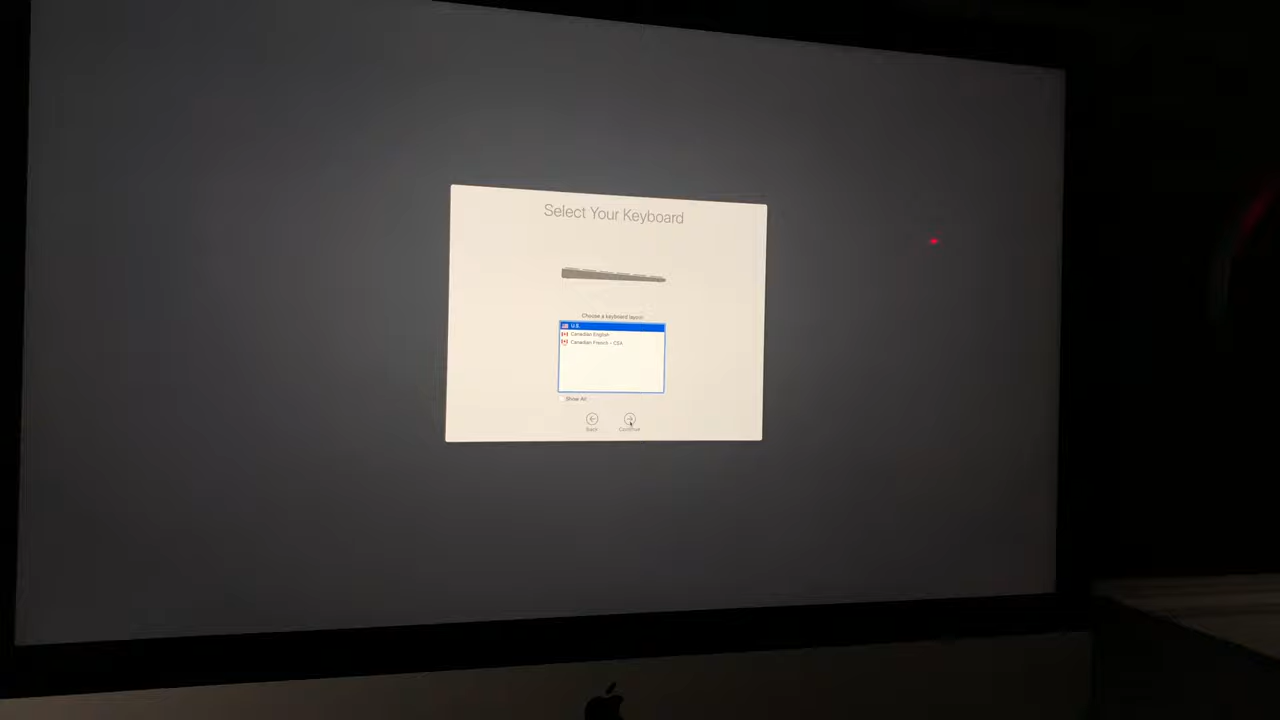 Select Your Keyboard
Choose a keyboard layout
U.S.
Canadian English
Canadian French - CSA
Show All
Back
Continue